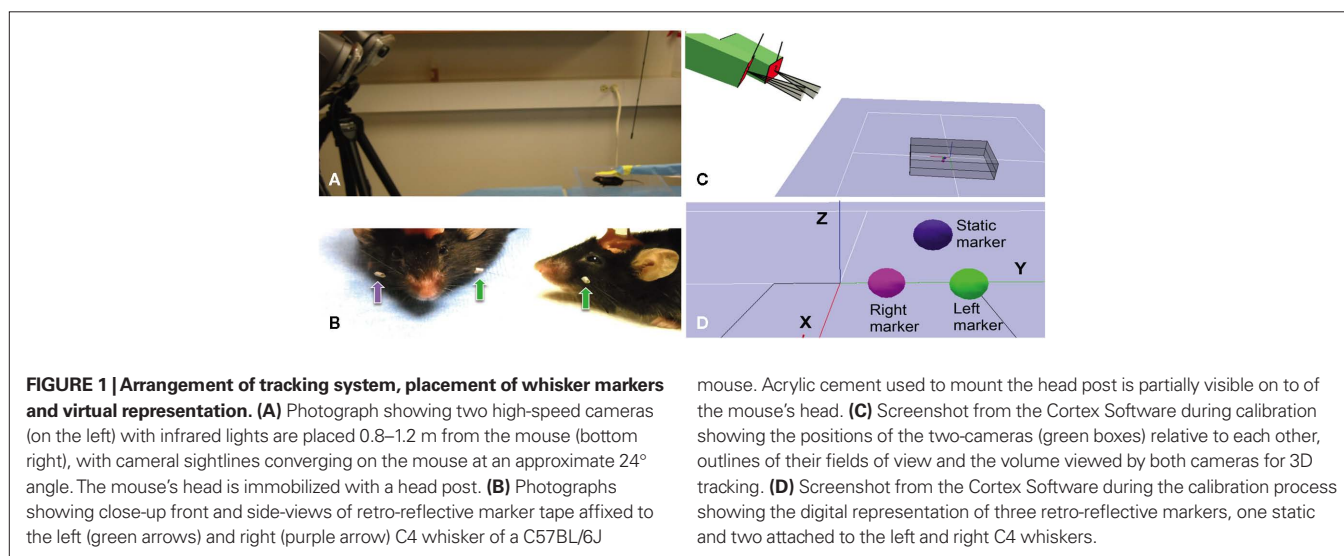 A
B
C
Z
Static
marker
Y
Right
marker
Left
marker
D
X
FIGURE 1 | Arrangement of tracking system, placement of whisker markers
and virtual representation. (A) Photograph showing two high-speed cameras
(on the left) with infrared lights are placed 0.8–1.2 m from the mouse (bottom
right), with cameral sightlines converging on the mouse at an approximate 24°
angle. The mouse's head is immobilized with a head post. (B) Photographs
showing close-up front and side-views of retro-reflective marker tape affixed to
the left (green arrows) and right (purple arrow) C4 whisker of a C57BL/6J
mouse. Acrylic cement used to mount the head post is partially visible on to of
the mouse's head. (C) Screenshot from the Cortex Software during calibration
showing the positions of the two-cameras (green boxes) relative to each other,
outlines of their fields of view and the volume viewed by both cameras for 3D
tracking. (D) Screenshot from the Cortex Software during the calibration process
showing the digital representation of three retro-reflective markers, one static
and two attached to the left and right C4 whiskers.